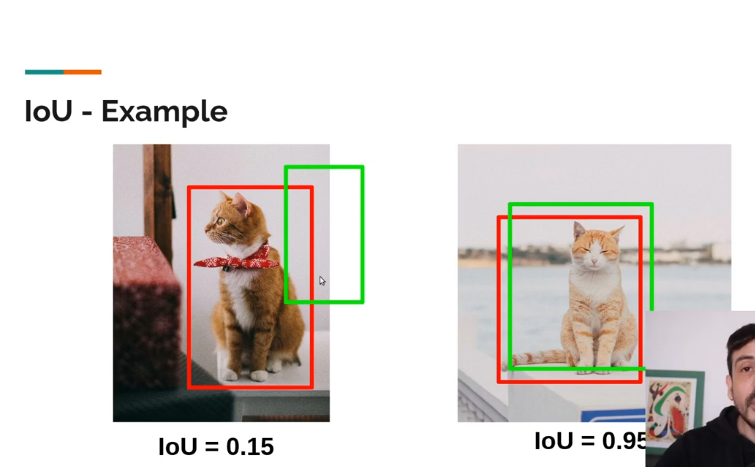 IoU - Example
IoU = 0.15
IoU = 0.95